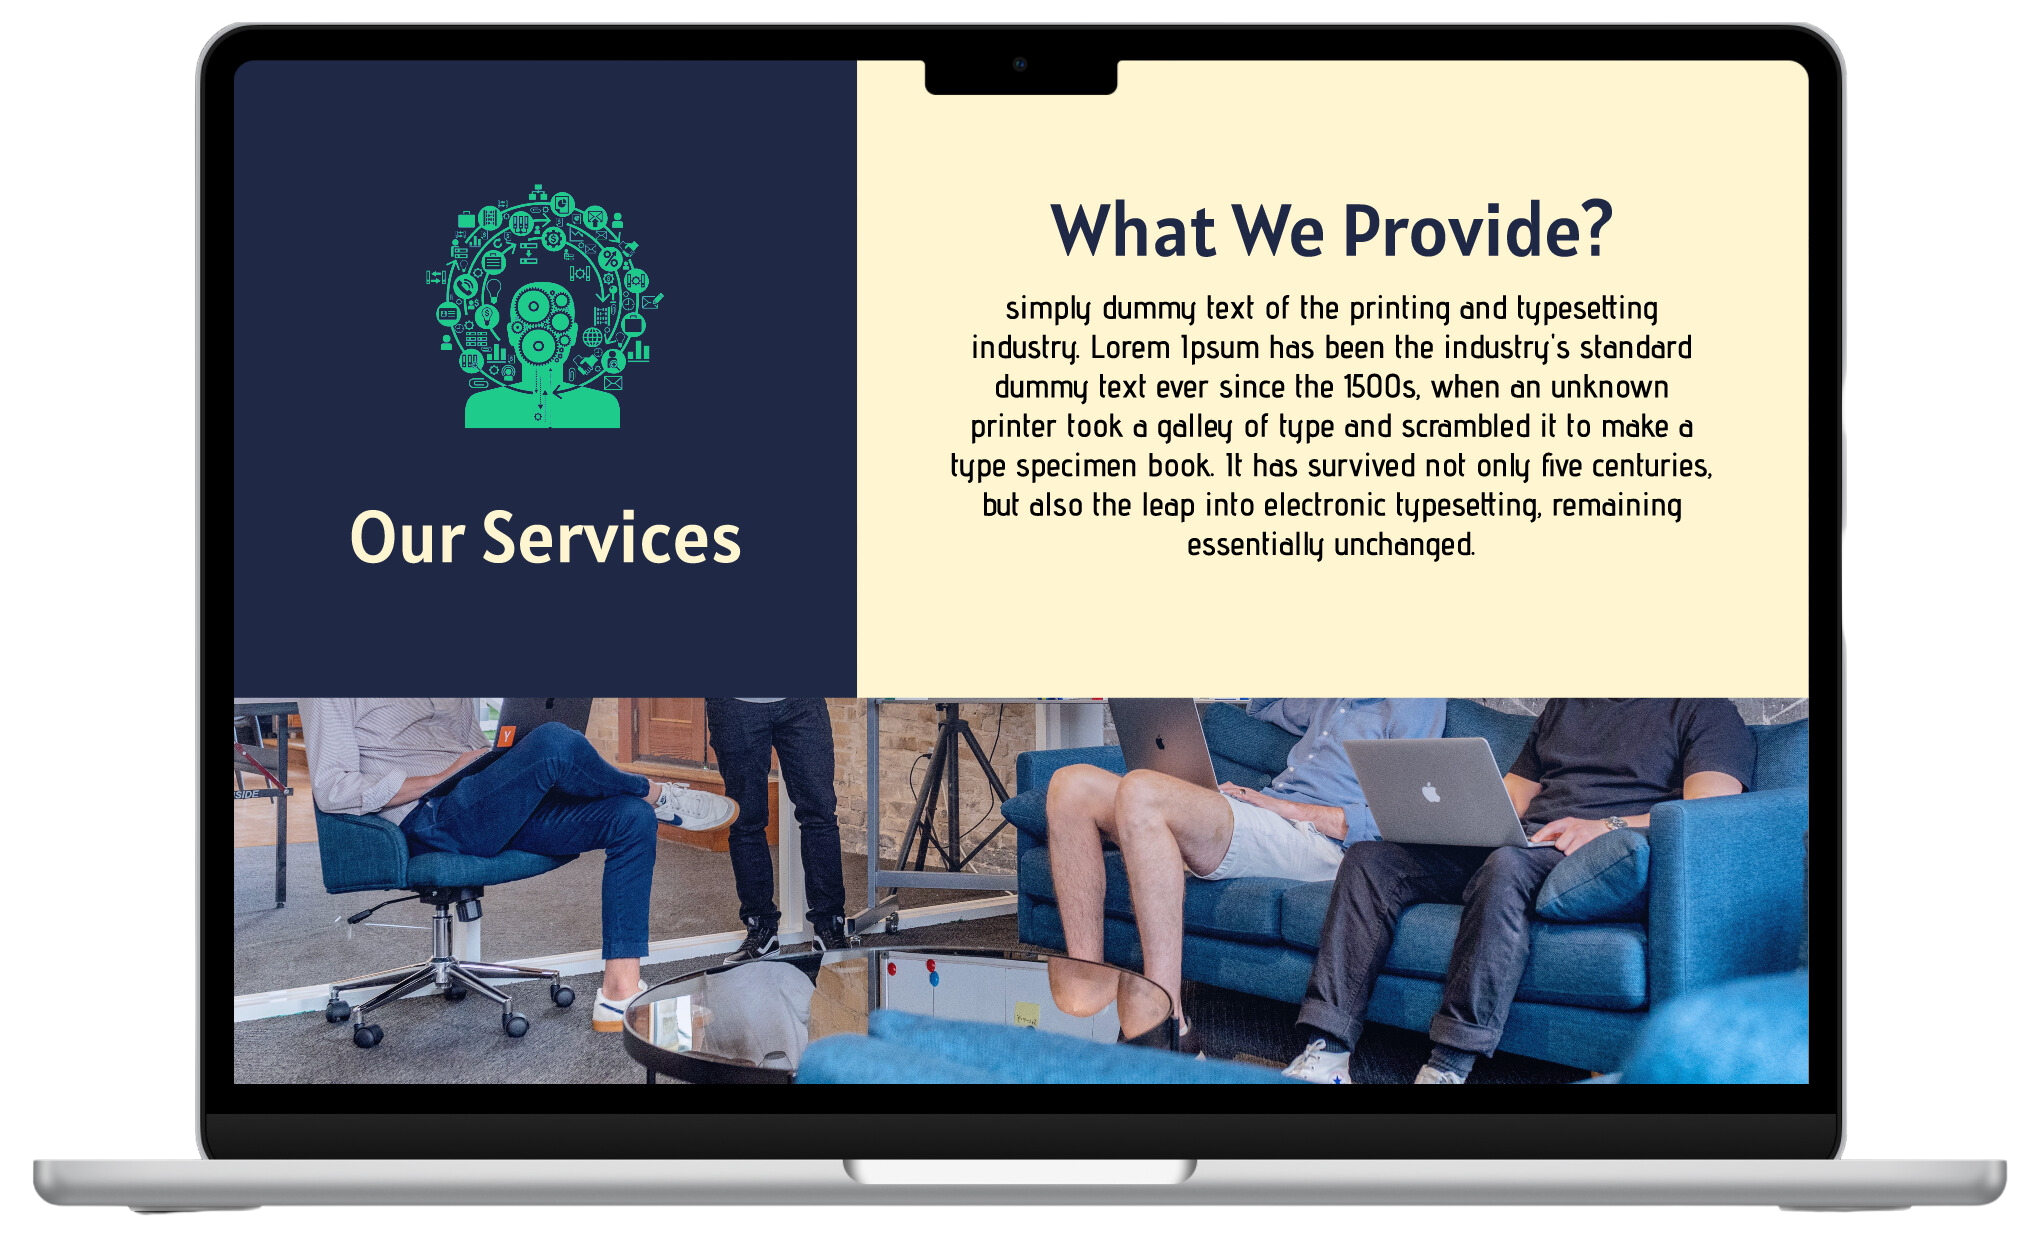 Our Services
What We Provide?
simply dummy text of the printing and typesetting
industry. Lorem Ipsum has been the industry's standard
dummy text ever since the 1500s, when an unknown
printer took a galley of type and scrambled it to make a
type specimen book. It has survived not only five centuries,
but also the leap into electronic typesetting, remaining
essentially unchanged.
Y
SIDE